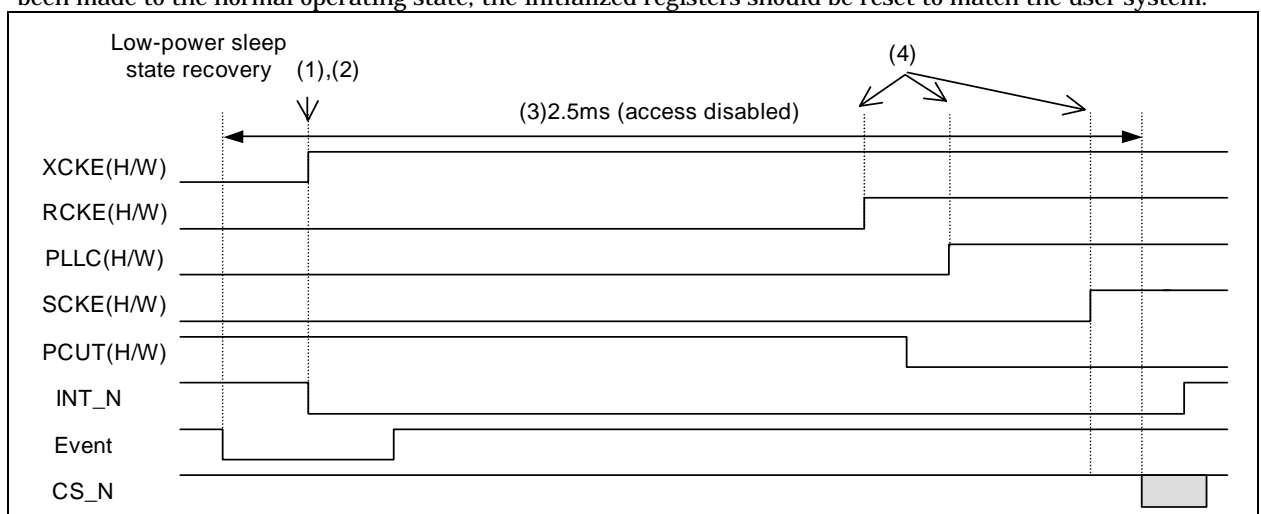 been made to the normal operating state, the initialized registers should be reset to match the user system.
Low-power sleep
state recovery (1),(2)
(4)
(3)2.5ms (access disabled)
XCKE(H/W)
RCKE(H/W)
PLLC(H/W)
SCKE(H/W)
PCUT(H/W)
INT_N
Event
CS_N